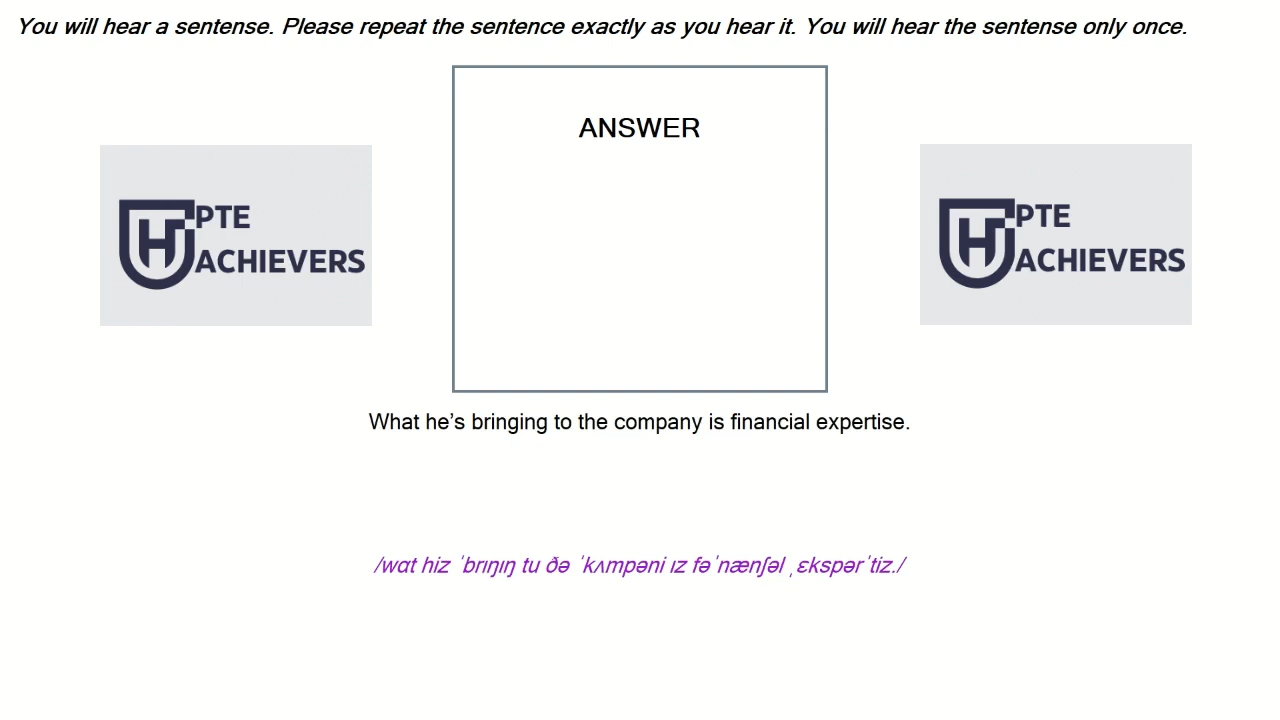 You will hear a sentence. Please repeat the sentence exactly as you hear it. You will hear the sentence only once.
ANSWER
PTE
ACHIEVERS
PTE
ACHIEVERS
What he’s bringing to the company is financial expertise.
/wɑt hiz ˈbrɪŋɪŋ tu ðə ˈkʌmpəni ɪz fəˈnænʃəl ˌɛkspərˈtiz./